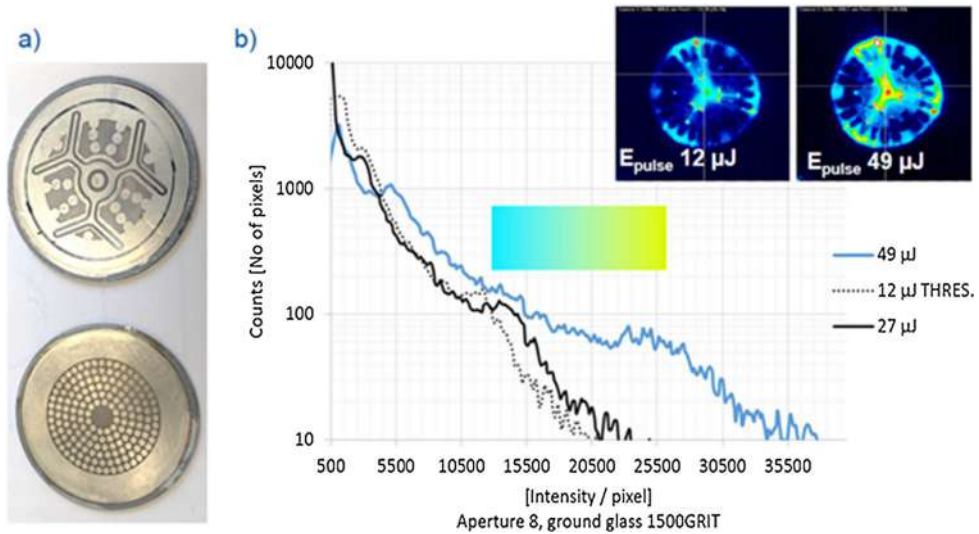 a)
b)
Counts [No of pixels]
10000
1000
100
10
500
5500
10500
15500
20500
25500
30500
35500
[Intensity / pixel]
Aperture 8, ground glass 1500GRIT
Epulse 12 µJ
Epulse 49 µJ
49 µJ
12 µJ THRES.
27 µJ